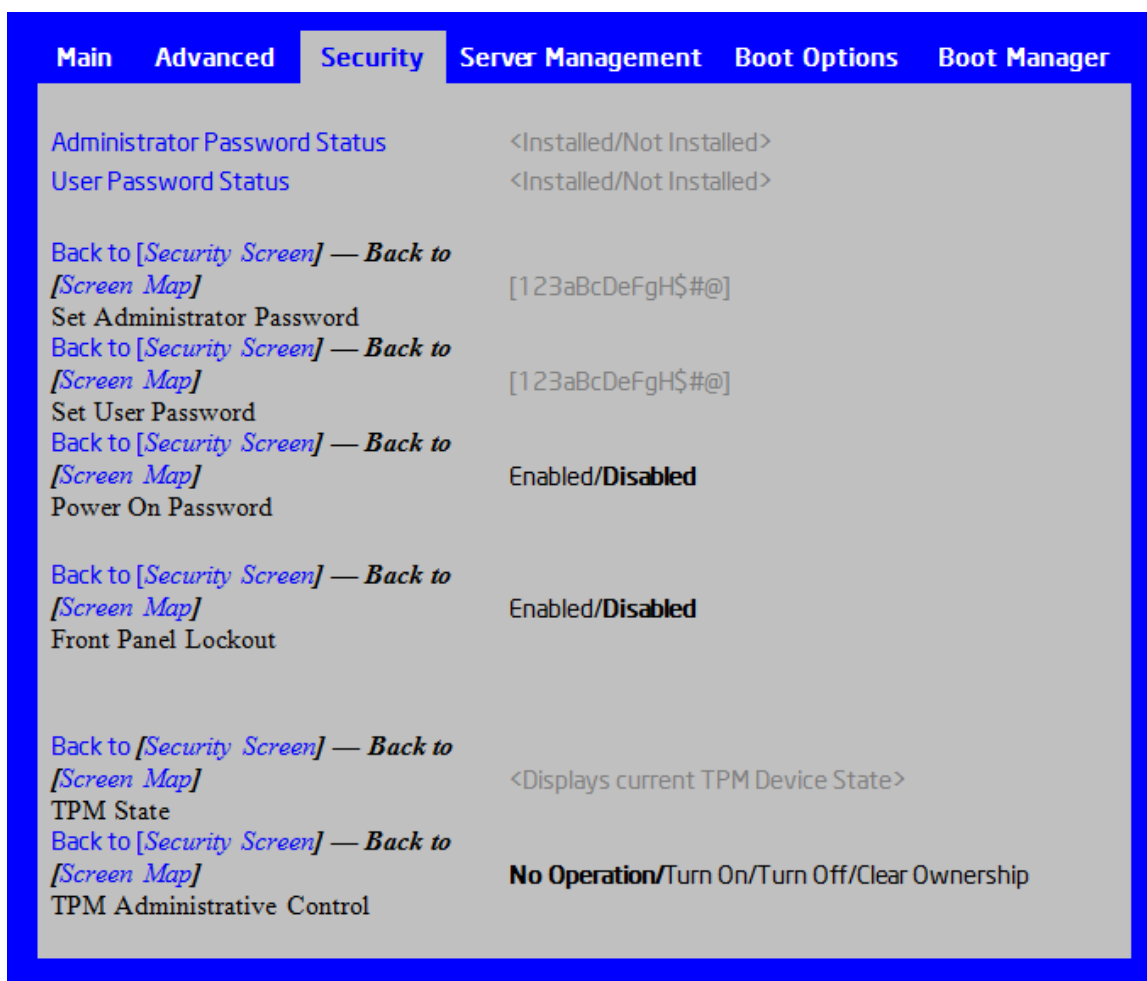 Main Advanced Security Server Management Boot Options Boot Manager
Administrator Password Status <Installed/Not Installed>
User Password Status <Installed/Not Installed>
Back to [Security Screen] — Back to
[Screen Map] [123aBcDeFgH$#@]
Set Administrator Password
Back to [Security Screen] — Back to
[Screen Map] [123aBcDeFgH$#@]
Set User Password
Back to [Security Screen] — Back to
[Screen Map] Enabled/Disabled
Power On Password
Back to [Security Screen] — Back to
[Screen Map] Enabled/Disabled
Front Panel Lockout
Back to [Security Screen] — Back to
[Screen Map] <Displays current TPM Device State>
TPM State
Back to [Security Screen] — Back to
[Screen Map] No Operation/Turn On/Turn Off/Clear Ownership
TPM Administrative Control